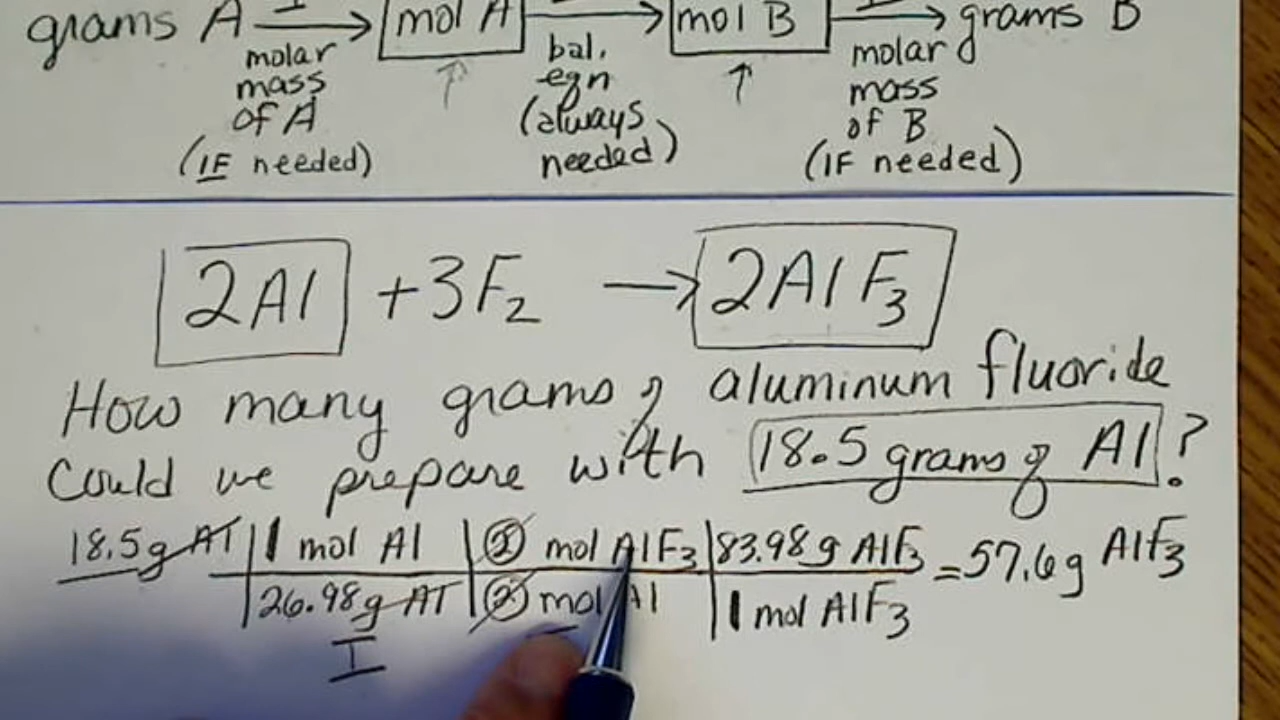 grams A → mol A → mol B → grams B
molar bal. molar
mass eqn mass
of A (always of B
(IF needed) needed) (IF needed)
2Al + 3F₂ → 2AlF₃
How many grams of aluminum fluoride
Could we prepare with 18.5 grams of Al?
18.5g Al 1 mol Al 2 mol AlF₃ 83.98g AlF₃ = 57.6g AlF₃
26.98g Al 2 mol Al 1 mol AlF₃
I